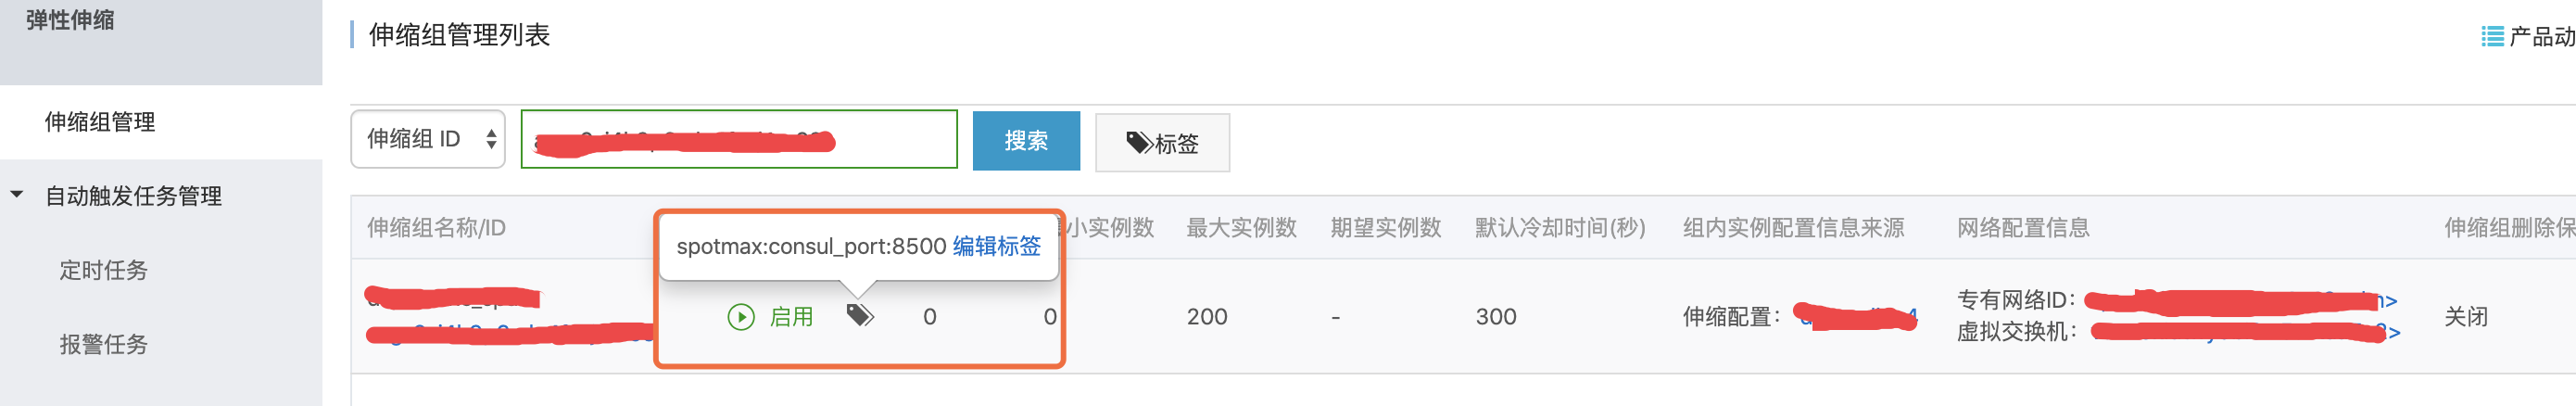 弹性伸缩
伸缩组管理
自动触发任务管理
定时任务
报警任务
伸缩组管理列表
产品动
伸缩组 ID
搜索
标签
伸缩组名称/ID
小实例数
最大实例数
期望实例数
默认冷却时间(秒)
组内实例配置信息来源
网络配置信息
伸缩组删除保
spotmax:consul_port:8500 编辑标签
启用
0
0
200
-
300
伸缩配置：
专有网络ID：
虚拟交换机：
关闭